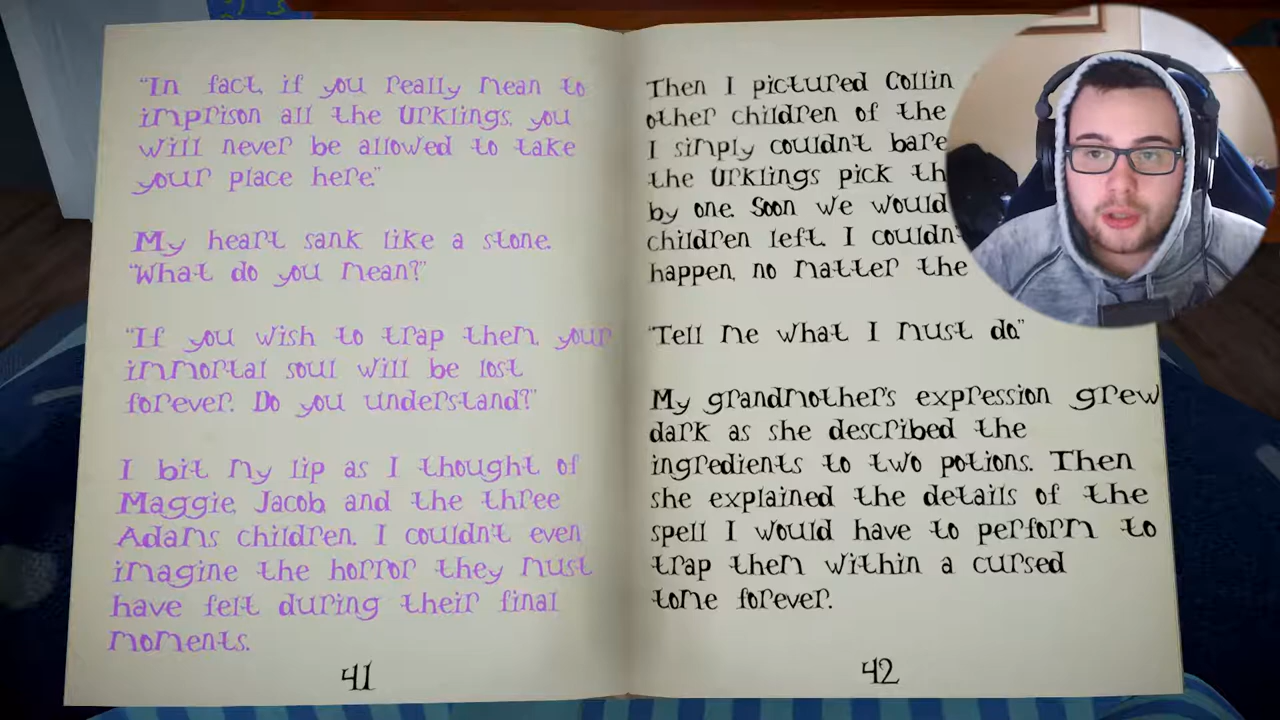 “In fact, if you really mean to
imprison all the Urklings, you
will never be allowed to take
your place here.”
My heart sank like a stone.
“What do you mean?”
“If you wish to trap them, your
immortal soul will be lost
forever. Do you understand?”
I bit my lip as I thought of
Maggie, Jacob, and the three
Adams children. I couldn't even
imagine the horror they must
have felt during their final
moments.
41
Then I pictured Collin
other children of the
I simply couldn't bare
the Urklings pick
by one. Soon we would
children left. I
happen, no matter the
“Tell me what I must do.”
My grandmother's expression grew
dark as she described the
ingredients to two potions. Then
she explained the details of the
spell I would have to perform to
trap them within a cursed
tome forever.
42